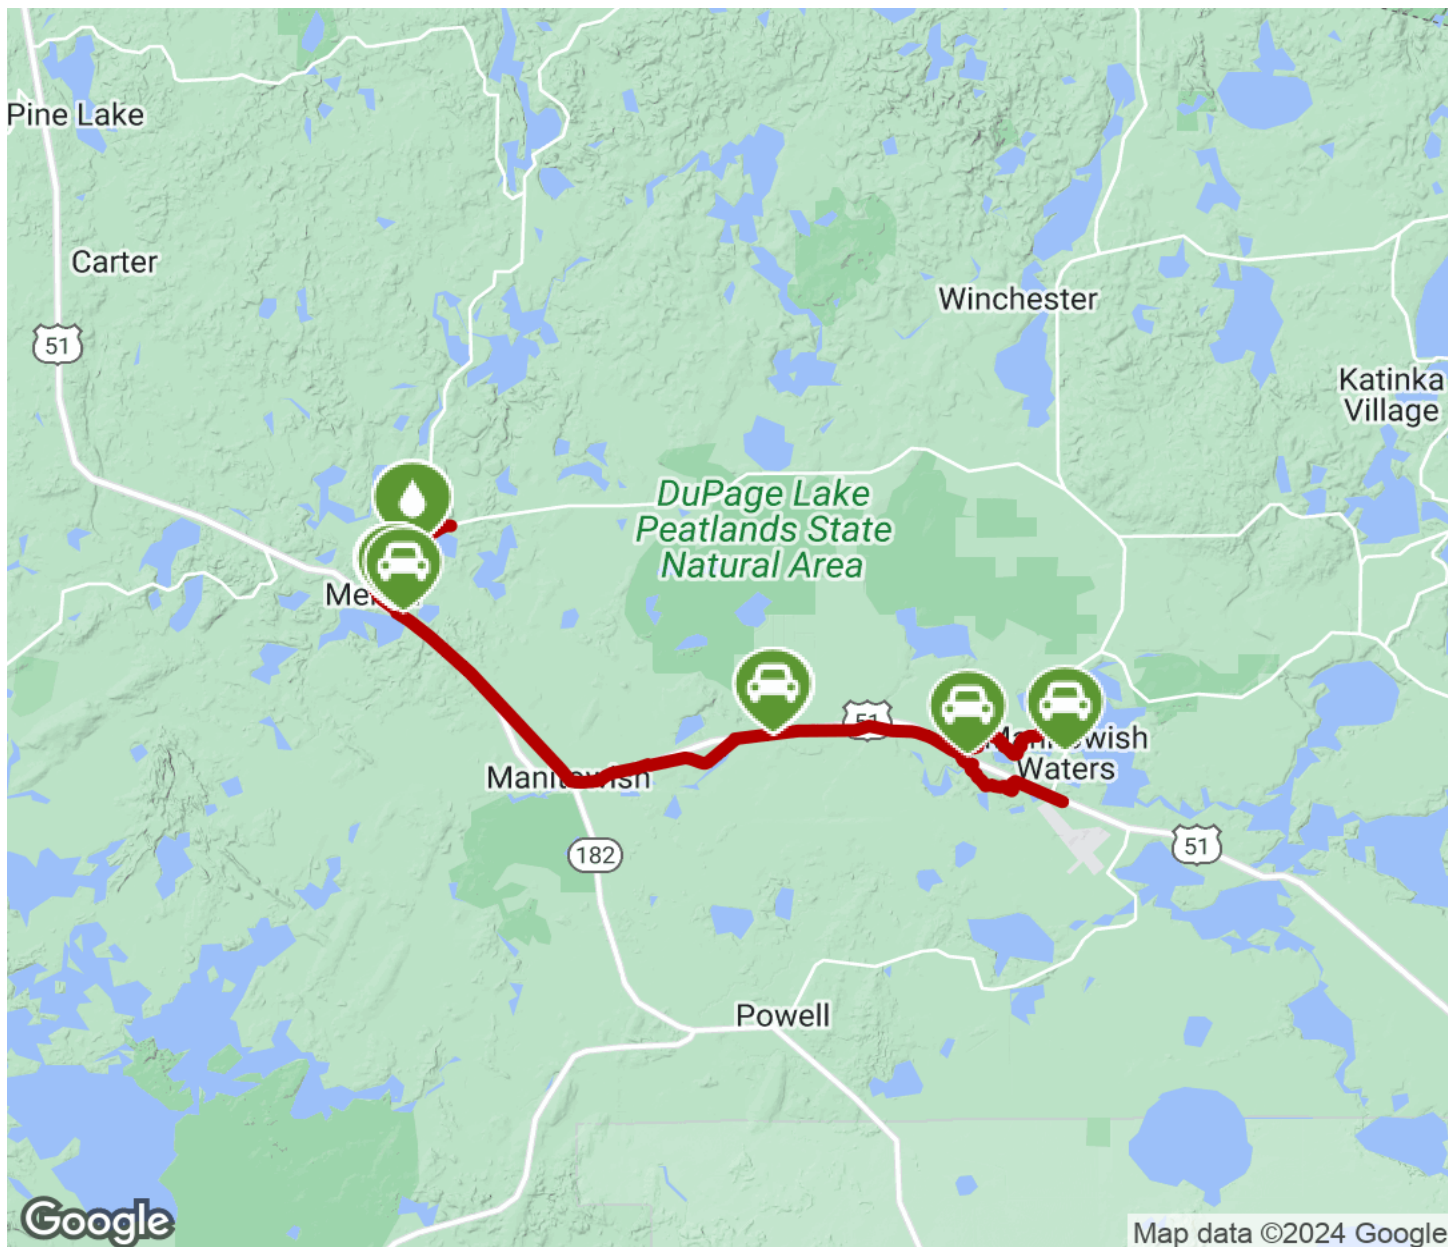 Pine Lake
Carter
51
Winchester
Katinka
Village
DuPage Lake
Peatlands State
Natural Area
51
Waters
182
51
Powell
Google
Map data ©2024 Google